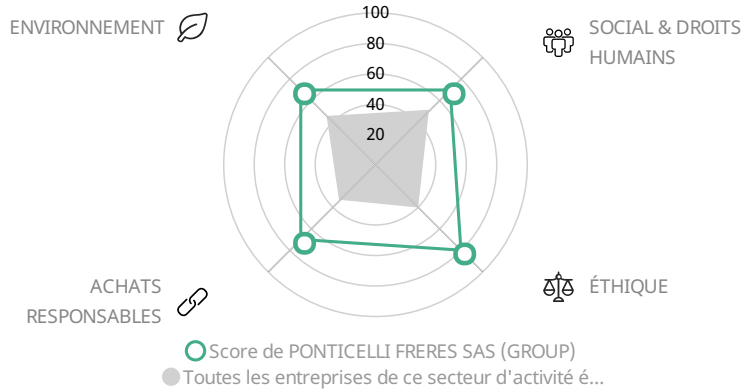 100
ENVIRONNEMENT
SOCIAL & DROITS
HUMAINS
80
60
40
20
ACHATS
RESPONSABLES
ÉTHIQUE
Score de PONTICELLI FRERES SAS (GROUP)
Toutes les entreprises de ce secteur d'activité é...